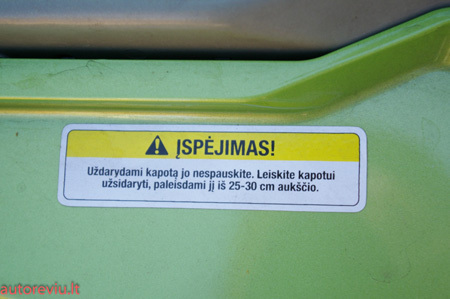 ĮSPĖJIMAS!
Uždarydami kapotą jo nespauskite. Leiskite kapotui
užsidaryti, paleisdami jį iš 25-30 cm aukščio.
autoreviu.lt